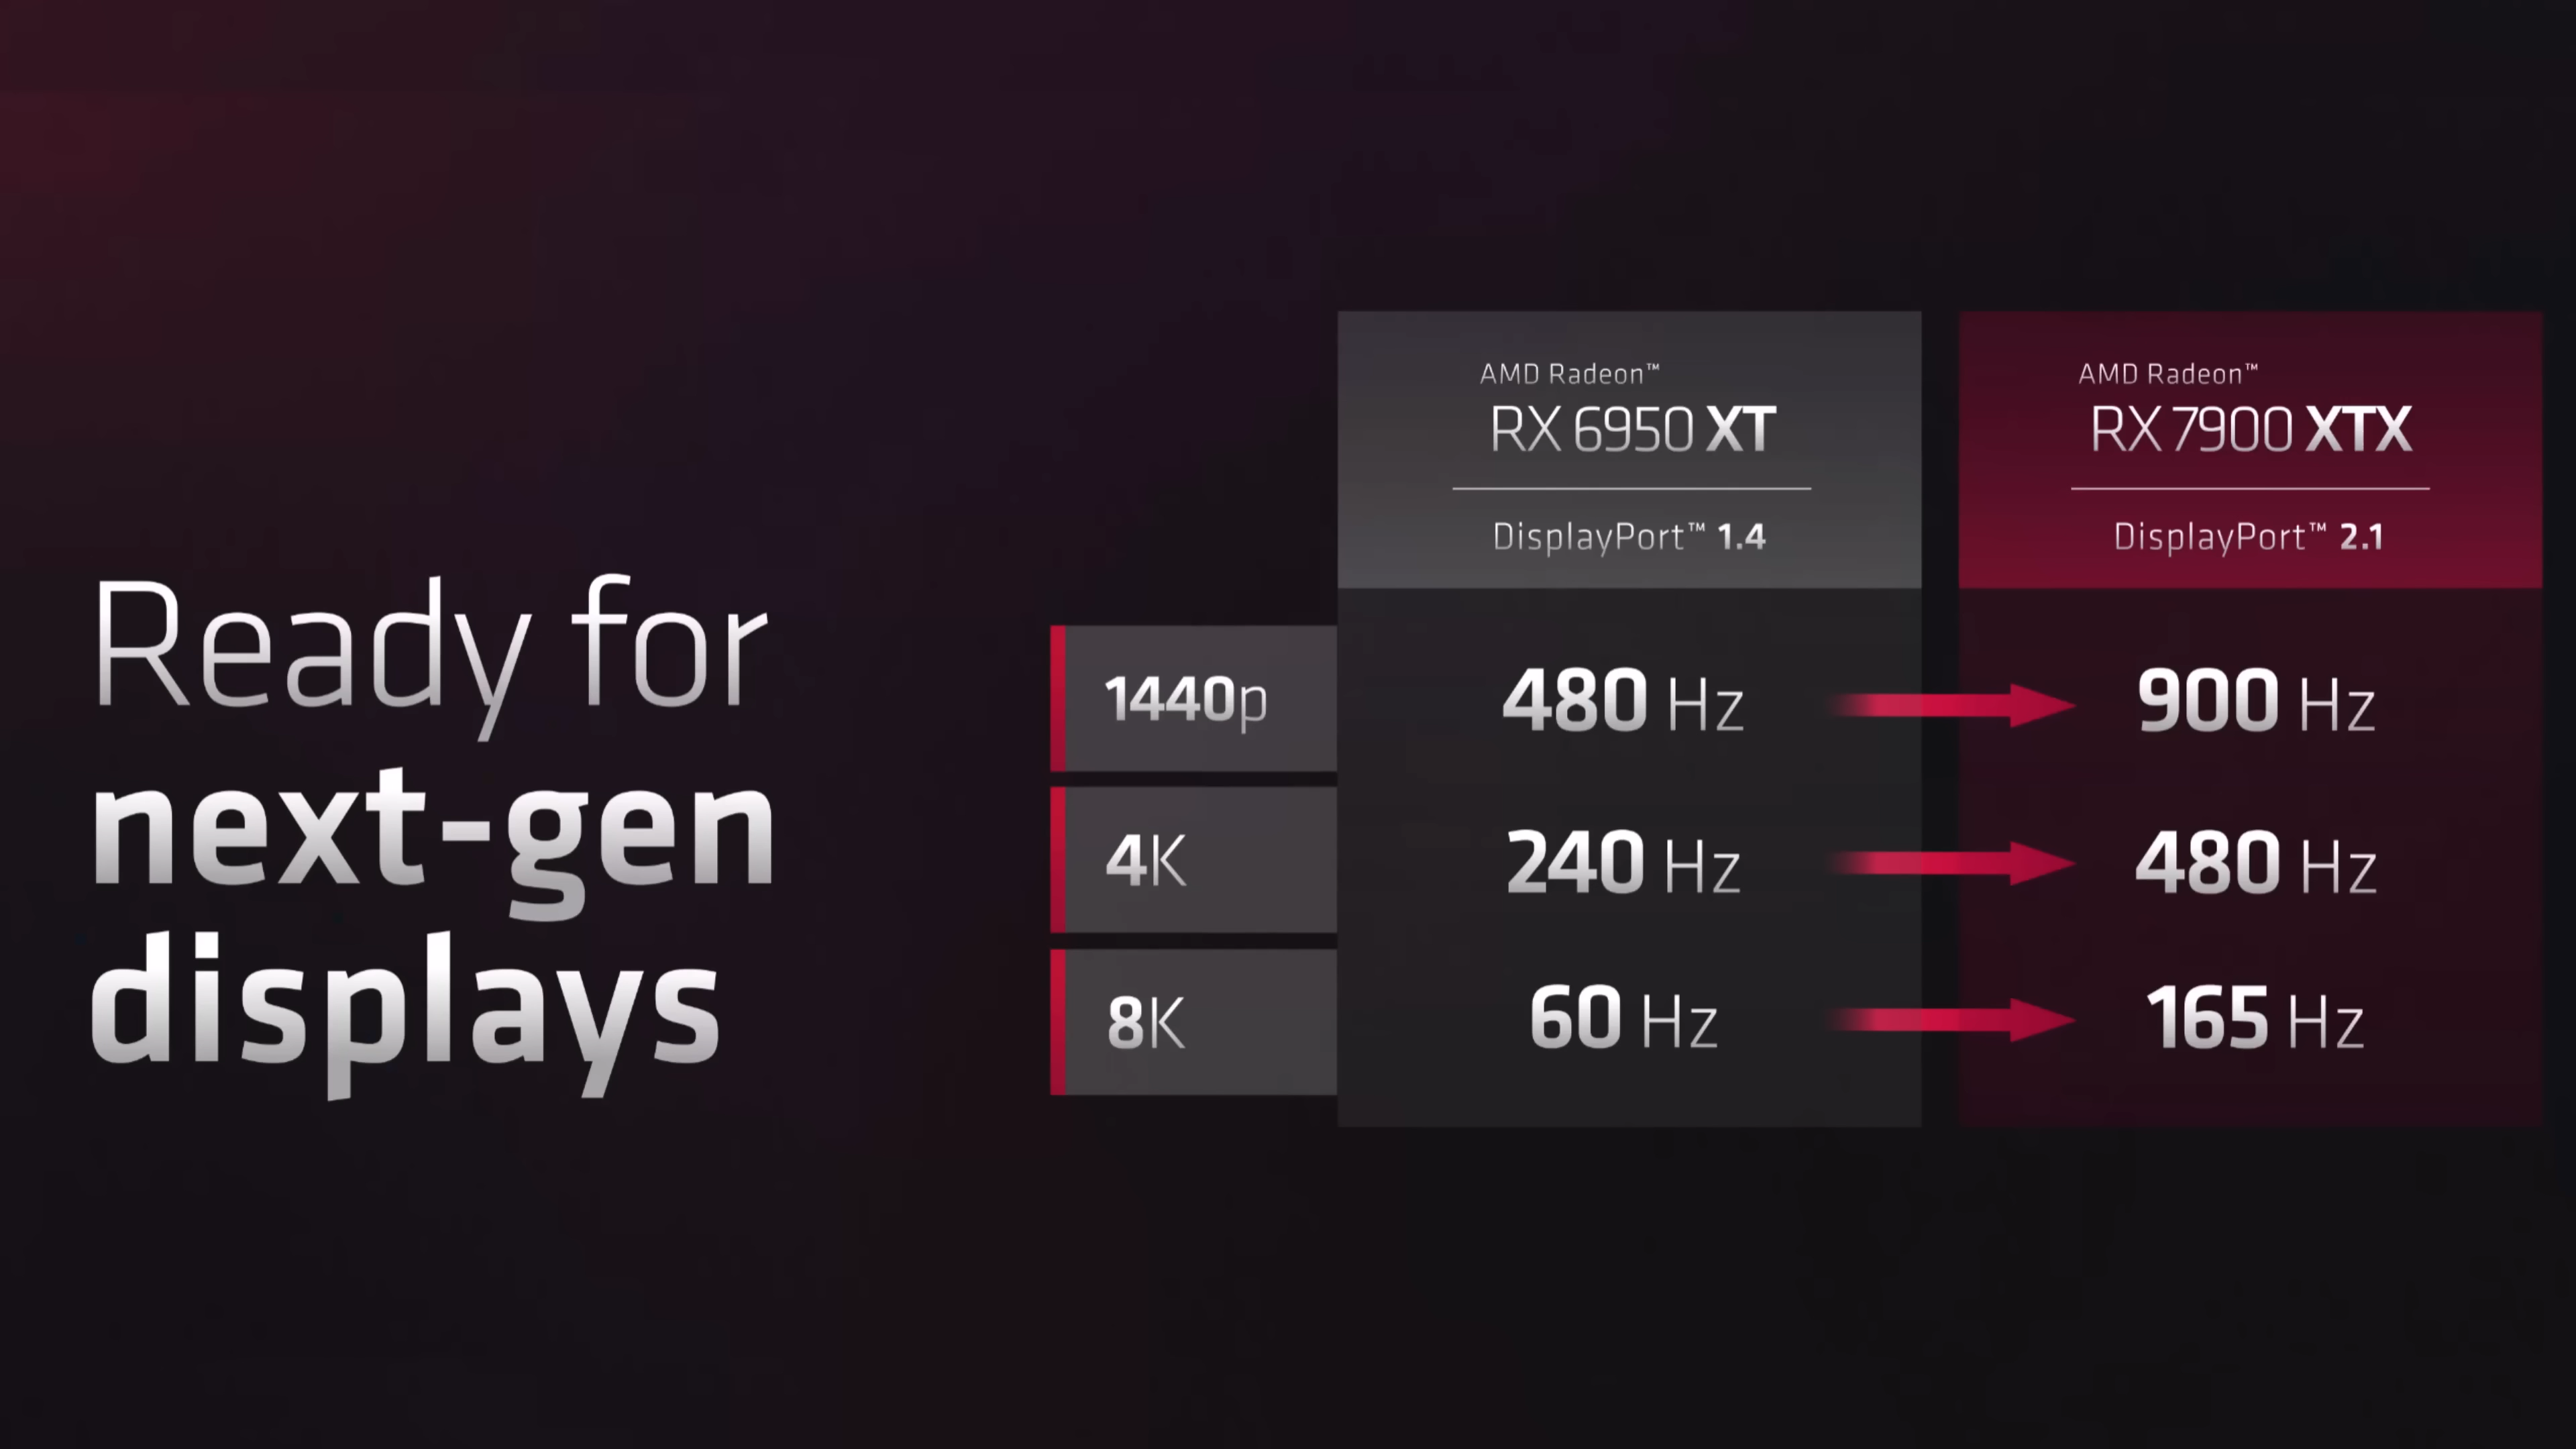 Ready for
next-gen
displays
AMD Radeon™
RX 6950 XT
DisplayPort™ 1.4
AMD Radeon™
RX 7900 XTX
DisplayPort™ 2.1
1440p 480 Hz 900 Hz
4K 240 Hz 480 Hz
8K 60 Hz 165 Hz